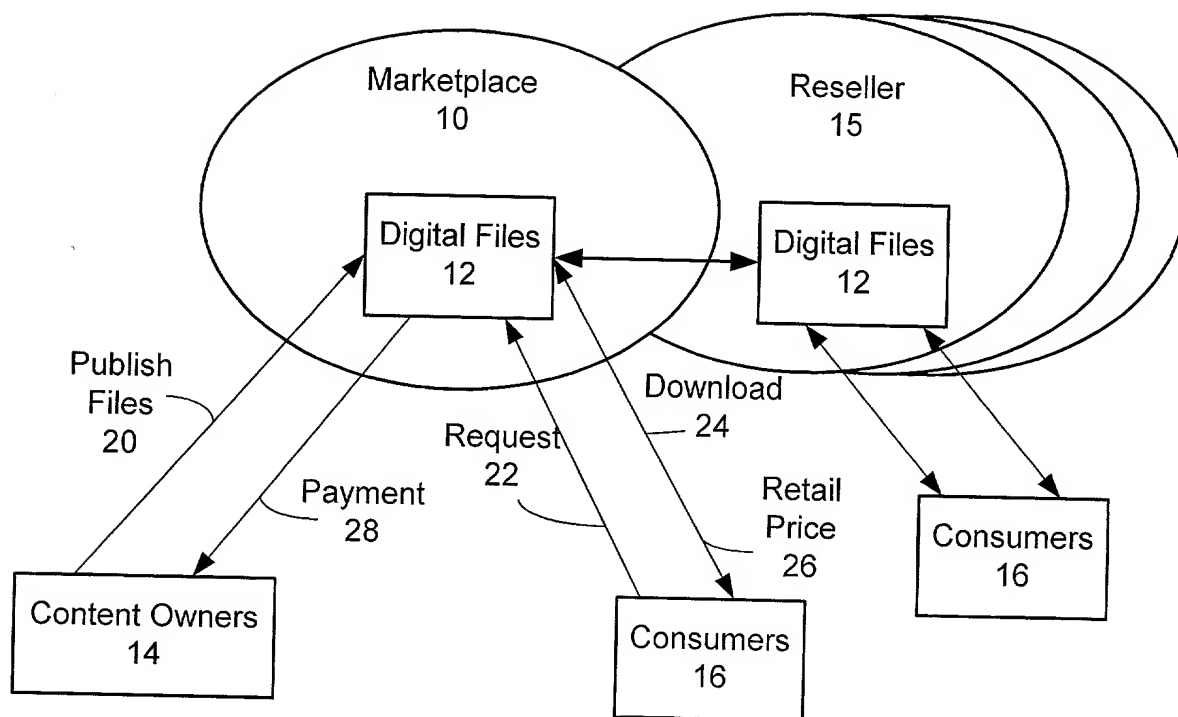 Marketplace
10
Reseller
15
Digital Files
12
Digital Files
12
Publish
Files
20
Payment
28
Request
22
Download
24
Retail
Price
26
Content Owners
14
Consumers
16
Consumers
16